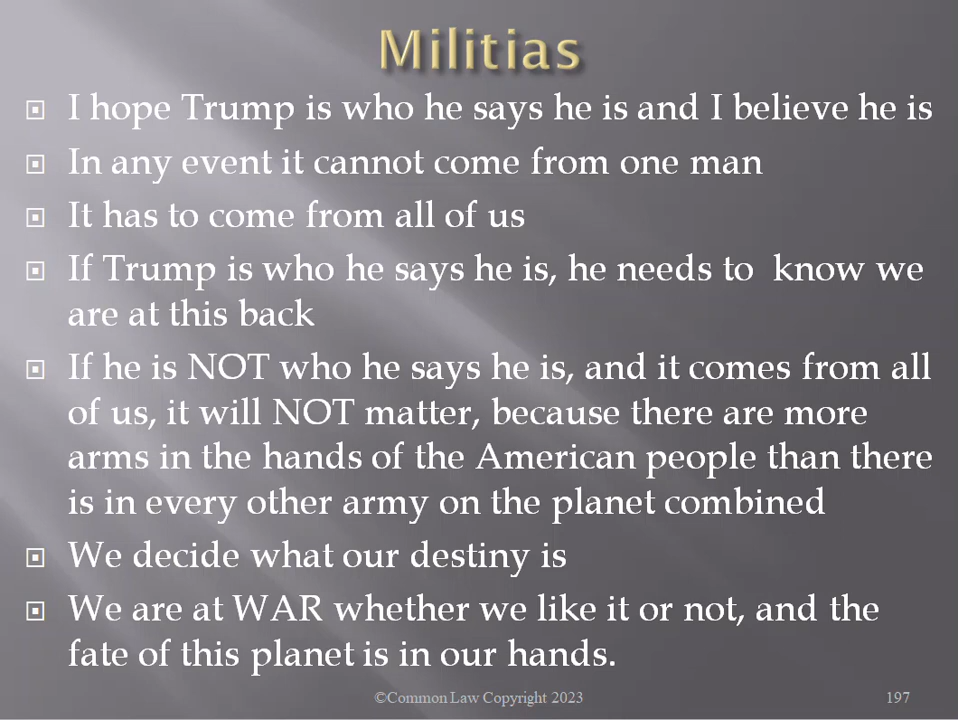 Militias
I hope Trump is who he says he is and I believe he is
In any event it cannot come from one man
It has to come from all of us
If Trump is who he says he is, he needs to  know we
are at this back
If he is NOT who he says he is, and it comes from all
of us, it will NOT matter, because there are more
arms in the hands of the American people than there
is in every other army on the planet combined
We decide what our destiny is
We are at WAR whether we like it or not, and the
fate of this planet is in our hands.
©Common Law Copyright 2023
197